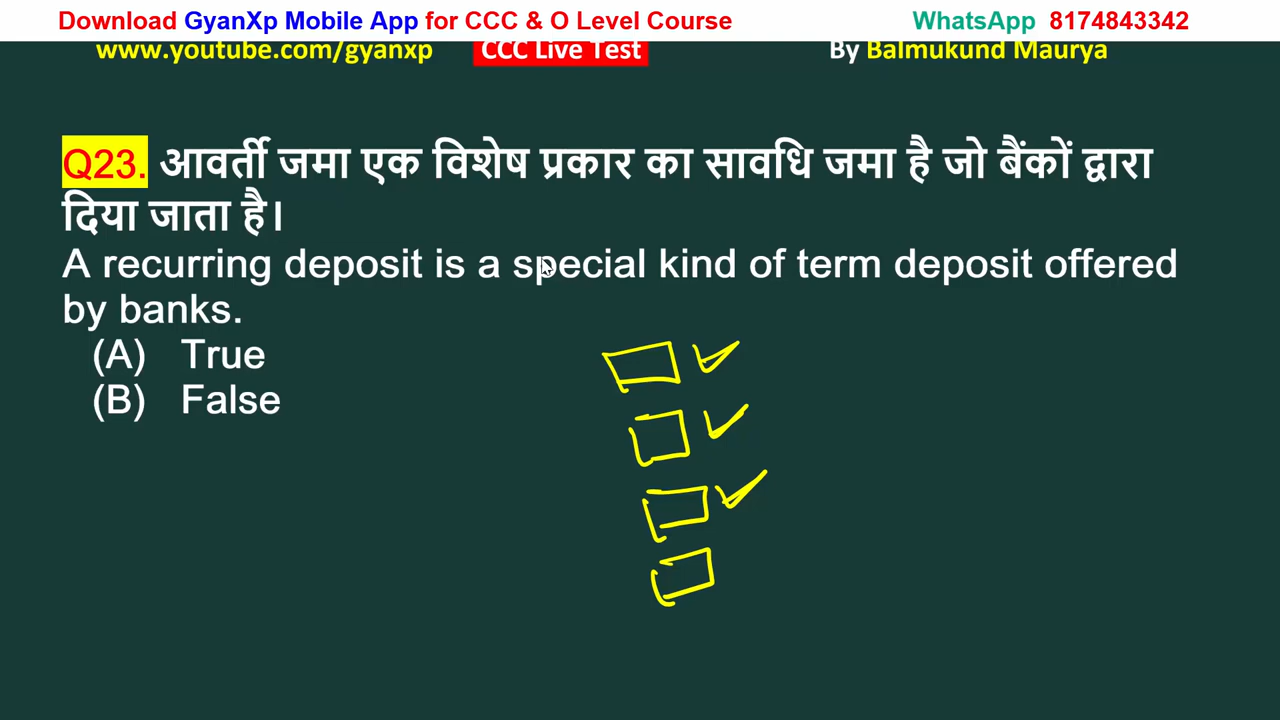 Download GyanXp Mobile App for CCC & O Level Course WhatsApp 8174843342
www.youtube.com/gyanxp CCC Live Test By Balmukund Maurya
Q23. आवर्ती जमा एक विशेष प्रकार का सावधि जमा है जो बैंकों द्वारा
दिया जाता है।
A recurring deposit is a special kind of term deposit offered
by banks.
(A) True
(B) False